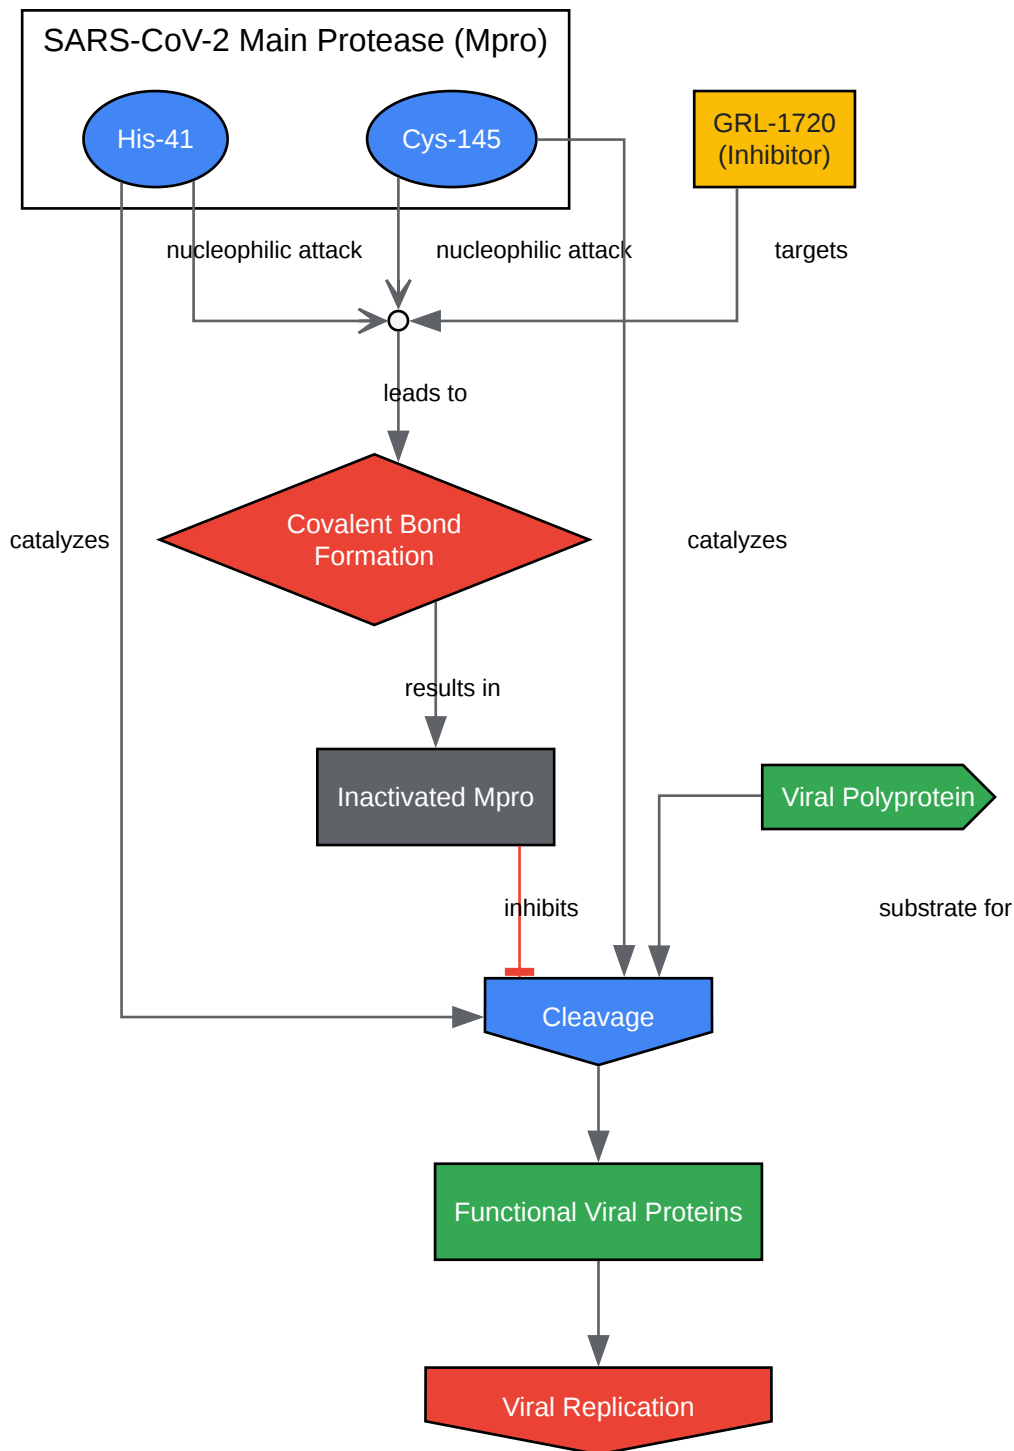 SARS-CoV-2 Main Protease (Mpro)
His-41
Cys-145
GRL-1720
(Inhibitor)
nucleophilic attack
nucleophilic attack
targets
leads to
Covalent Bond
Formation
catalyzes
catalyzes
results in
Inactivated Mpro
Viral Polyprotein
inhibits
substrate for
Cleavage
Functional Viral Proteins
Viral Replication